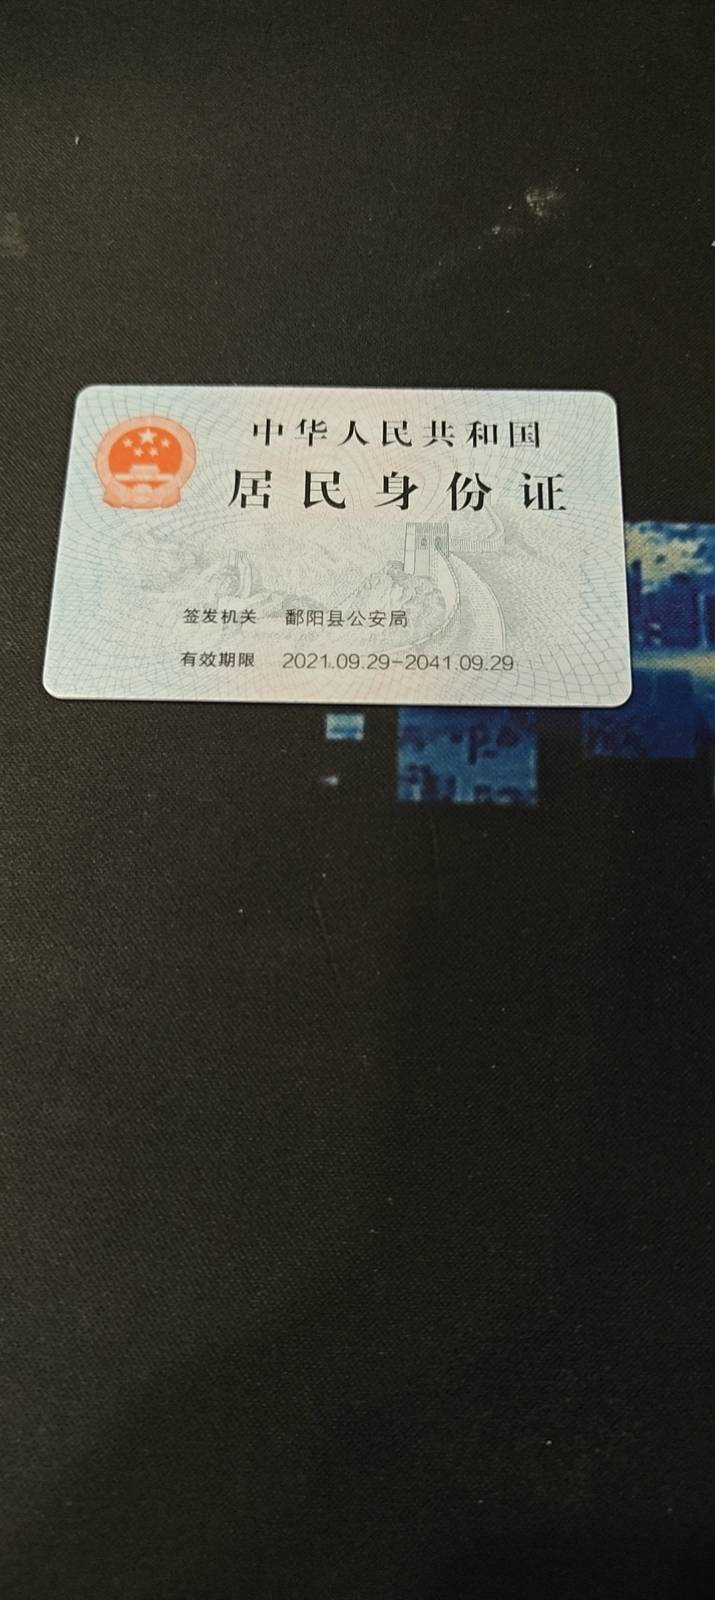 中华人民共和国
居民身份证
签发机关 鄱阳县公安局
有效期限 2021.09.29-2041.09.29